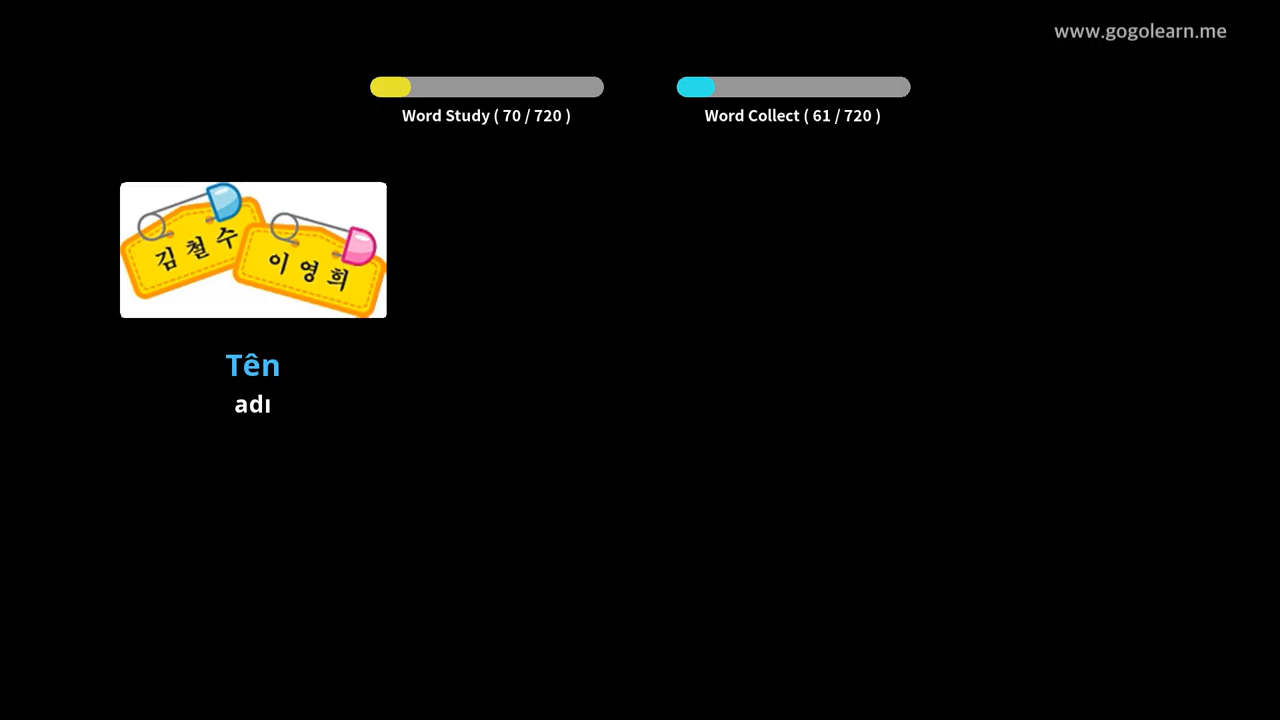 www.gogolearn.me
Word Study ( 70 / 720 )
Word Collect ( 61 / 720 )
김철수
이영희
Tên
adı